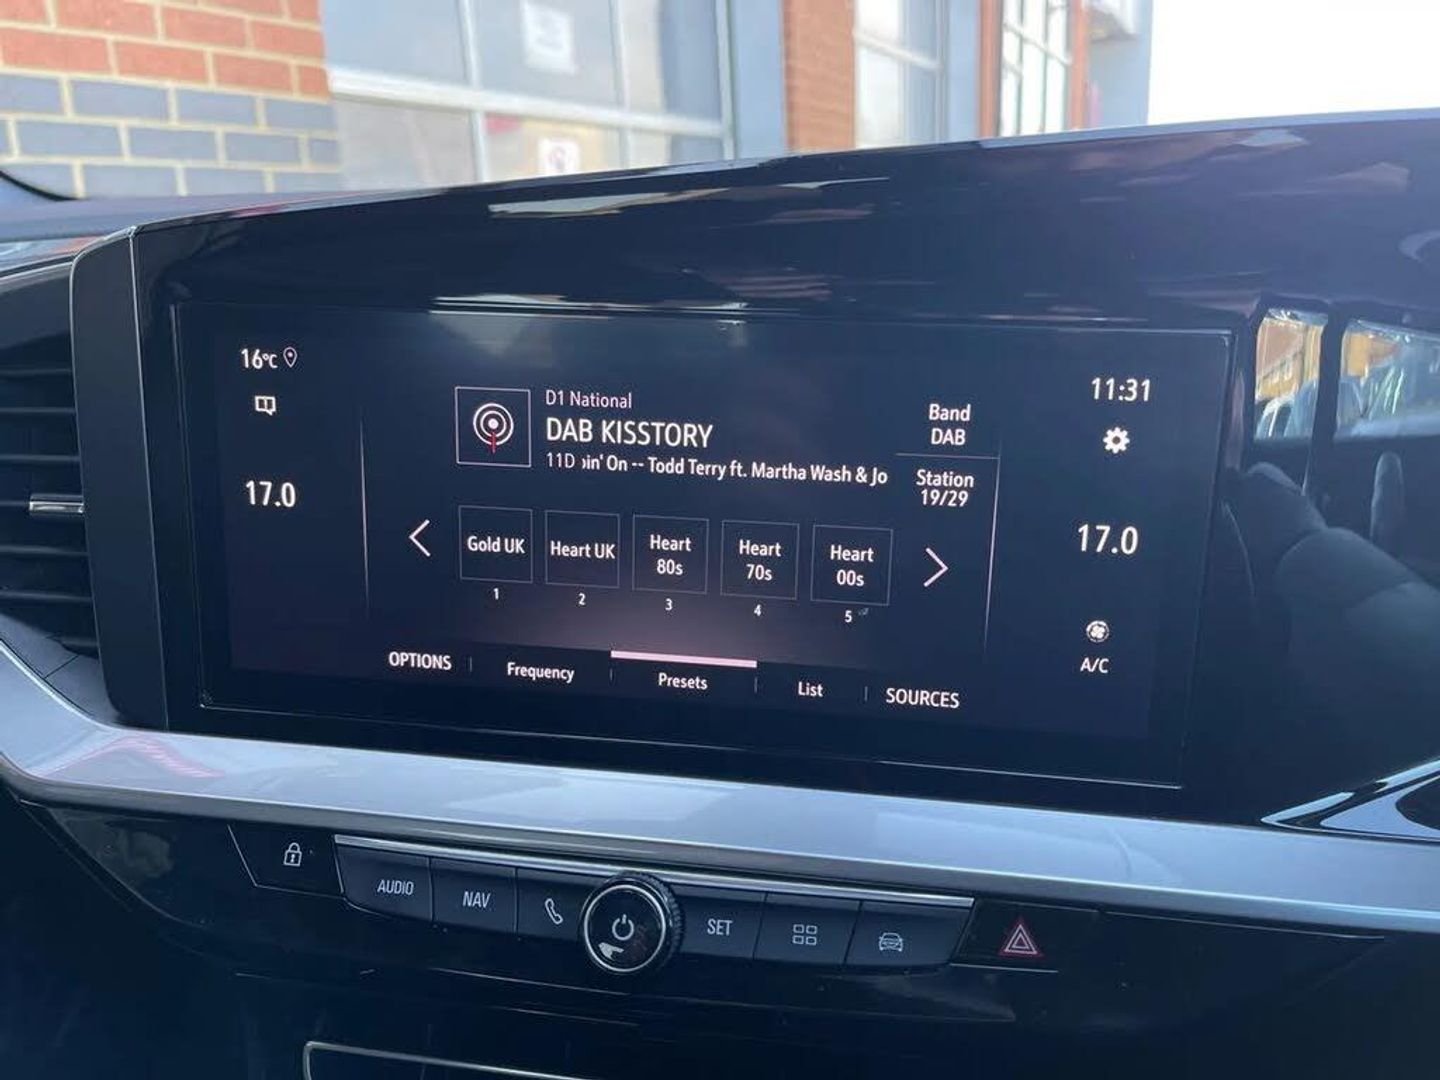 16°C
17.0
D1 National
DAB KISSTORY
11D in' On -- Todd Terry ft. Martha Wash & Jo
Band
DAB
Station
19/29
11:31
17.0
A/C
Gold UK
1
Heart UK
2
Heart
80s
3
Heart
70s
4
Heart
00s
5
OPTIONS
Frequency
Presets
List
SOURCES
AUDIO
NAV
SET